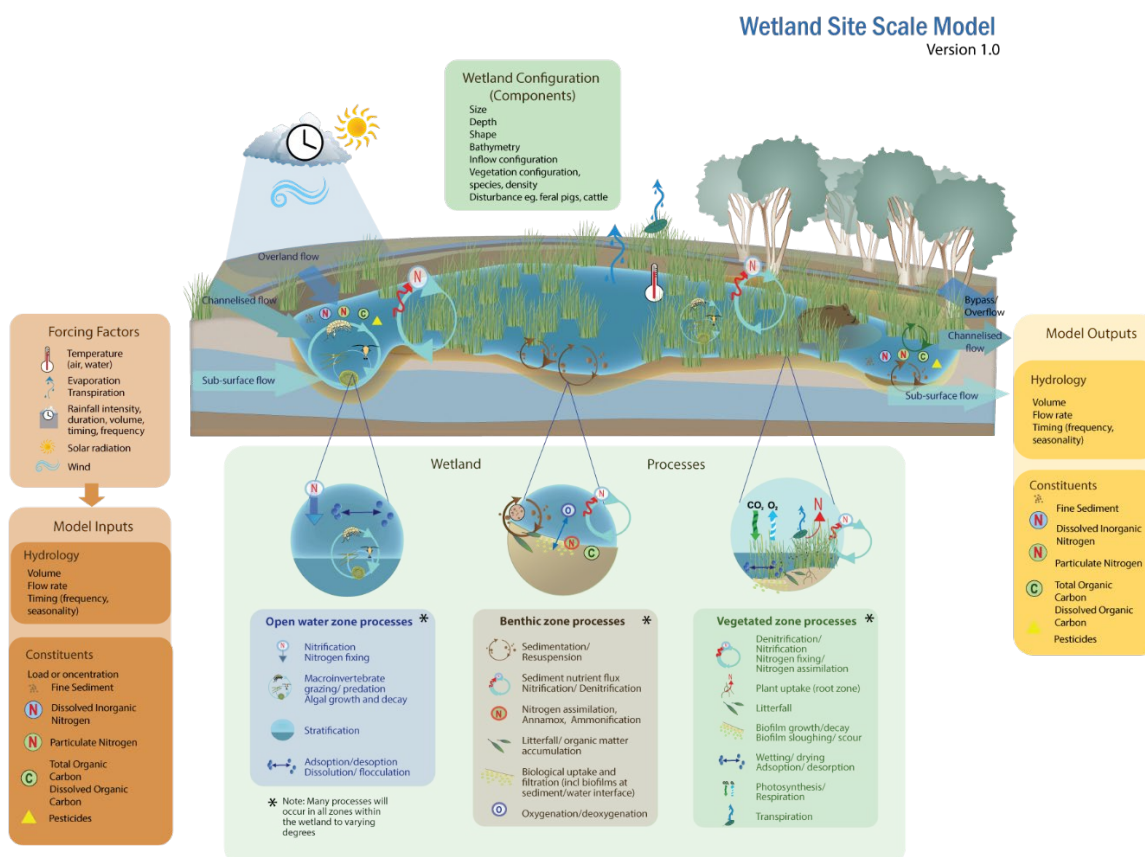 Wetland Site Scale Model
Version 1.0
Wetland Configuration
(Components)
Size
Depth
Shape
Bathymetry
Inflow configuration
Vegetation configuration,
species, density
Disturbance eg. feral pigs, cattle
Overland flow
Channelised flow
Sub-surface flow
N
N
N
N
C
N
N
C
Bypass/
Overflow
Channelised
flow
Sub-surface flow
Forcing Factors
Temperature
(air, water)
Evaporation
Transpiration
Rainfall intensity,
duration, volume,
timing, frequency
Solar radiation
Wind
Model Inputs
Hydrology
Volume
Flow rate
Timing (frequency,
seasonality)
Constituents
Load or oncentration
Fine Sediment
N Dissolved Inorganic
Nitrogen
N Particulate Nitrogen
Total Organic
C Carbon
Dissolved Organic
Carbon
Pesticides
Wetland Processes
N
N
O
N
C
CO, O,
N
N
Open water zone processes *
N Nitrification
Nitrogen fixing
Macroinvertebrate
grazing/ predation
Algal growth and decay
Stratification
Adsoption/desoption
Dissolution/ flocculation
* Note: Many processes will
occur in all zones within
the wetland to varying
degrees
Benthic zone processes *
Sedimentation/
Resuspension
Sediment nutrient flux
Nitrification/ Denitrification
N Nitrogen assimilation,
Annamox, Ammonification
Litterfall/ organic matter
accumulation
Biological uptake and
filtration (incl biofilms at
sediment/water interface)
O Oxygenation/deoxygenation
Vegetated zone processes *
Denitrification/
Nitrification
Nitrogen fixing/
Nitrogen assimilation
N Plant uptake (root zone)
Litterfall
Biofilm growth/decay
Biofilm sloughing/ scour
Wetting/ drying
Adsoption/ desorption
Photosynthesis/
Respiration
Transpiration
Model Outputs
Hydrology
Volume
Flow rate
Timing (frequency,
seasonality)
Constituents
Fine Sediment
N Dissolved Inorganic
Nitrogen
N Particulate Nitrogen
C Total Organic
Carbon
Dissolved Organic
Carbon
Pesticides